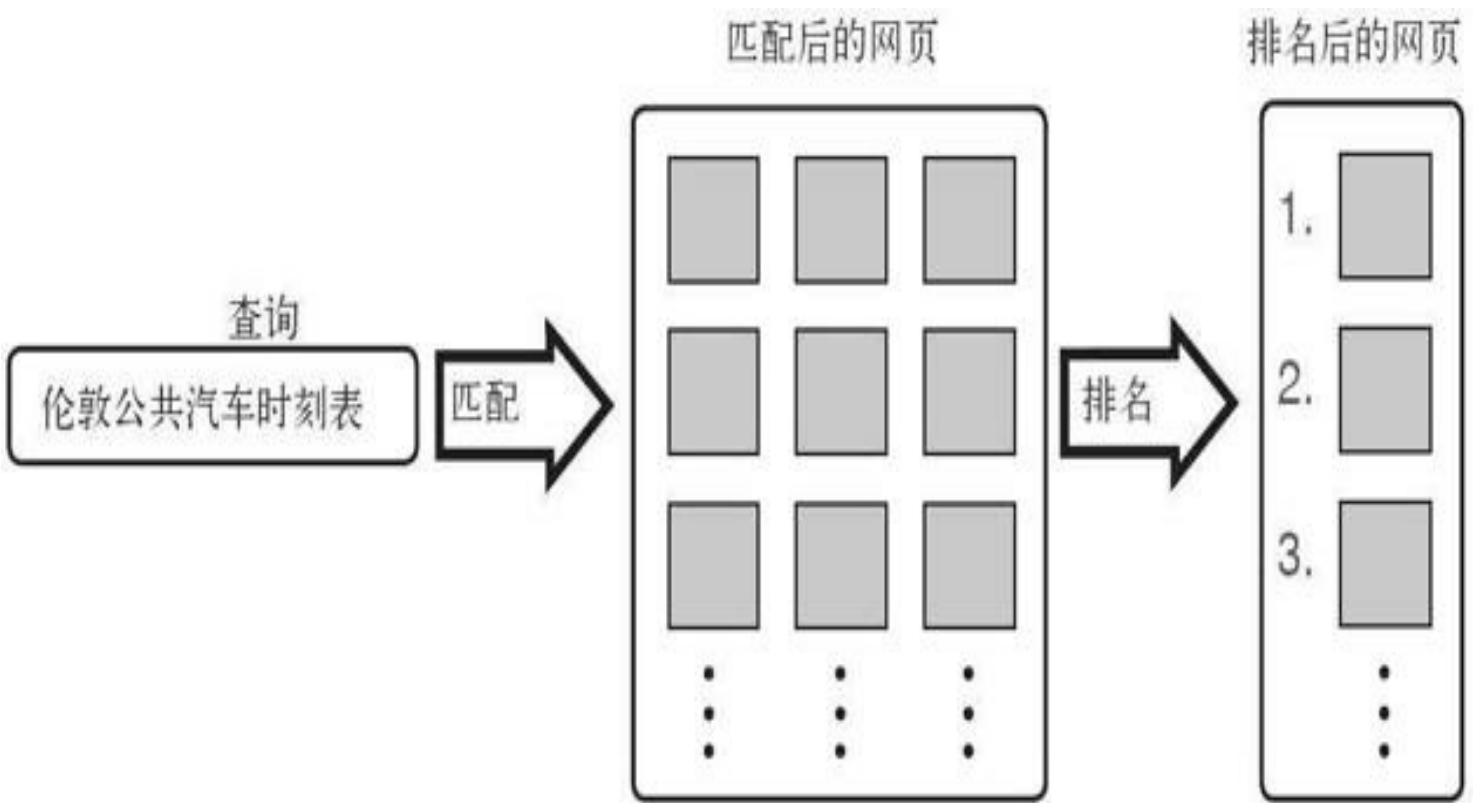 匹配后的网页
排名后的网页
查询
伦敦公共汽车时刻表
匹配
排名
1.
2.
3.